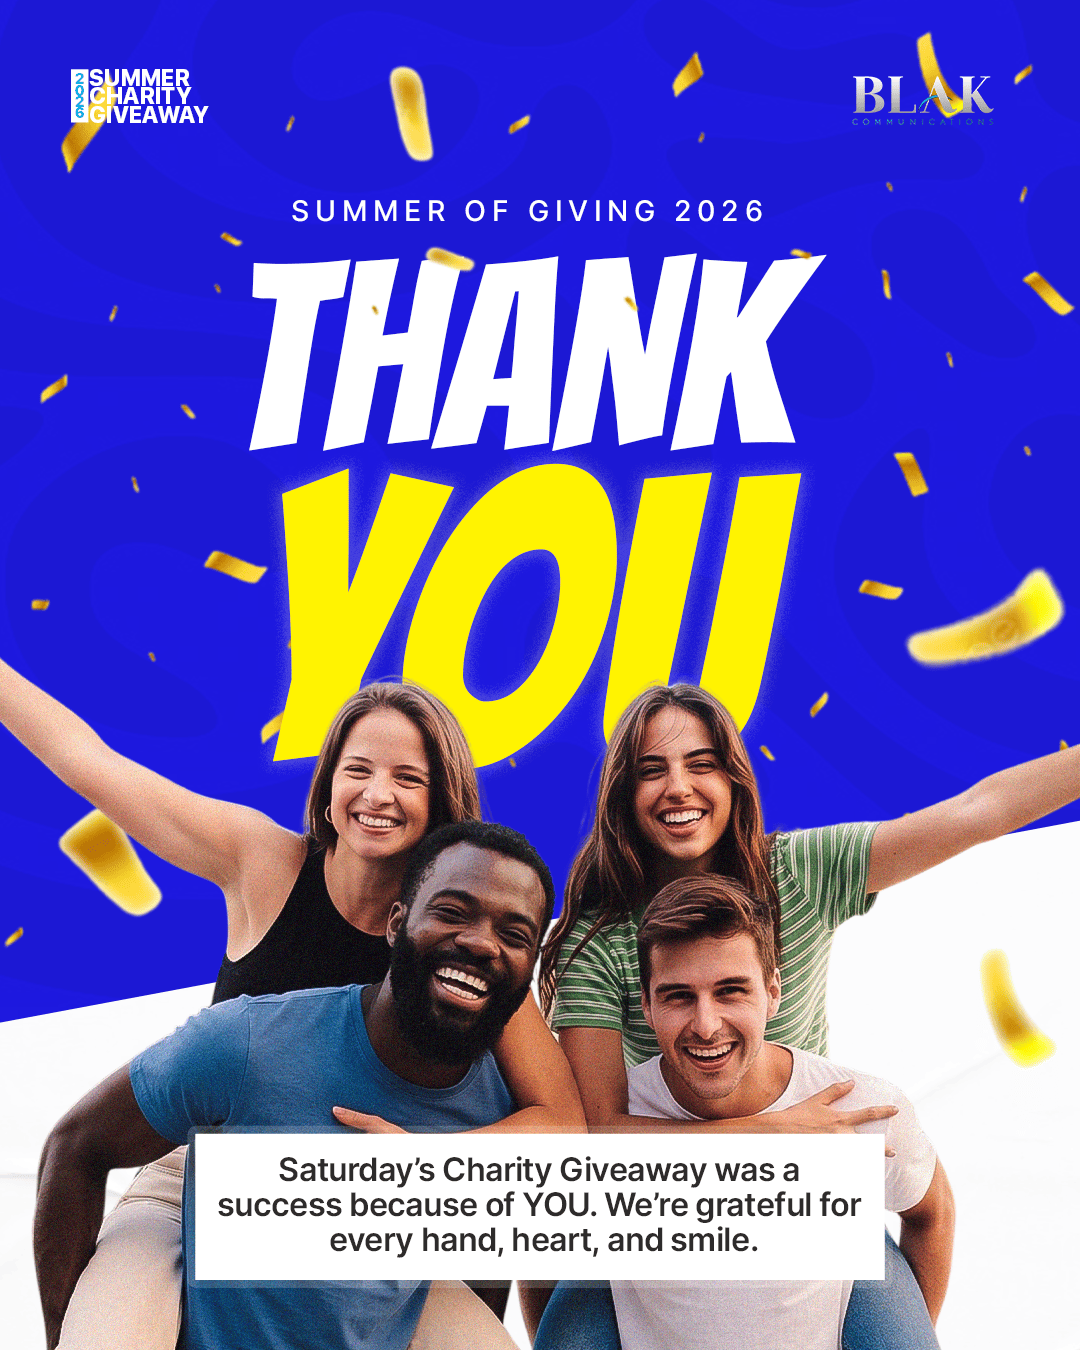 2026
SUMMER
CHARITY
GIVEAWAY
BLAK
COMMUNICATIONS
SUMMER OF GIVING 2026
THANK
YOU
Saturday’s Charity Giveaway was a
success because of YOU. We’re grateful for
every hand, heart, and smile.